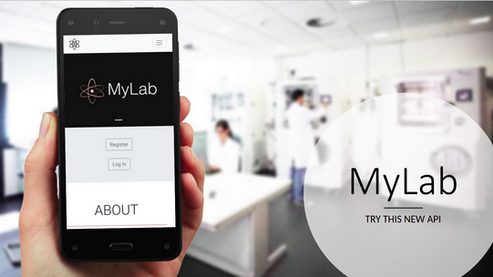 MyLab
Register
Log In
ABOUT
MyLab
TRY THIS NEW API